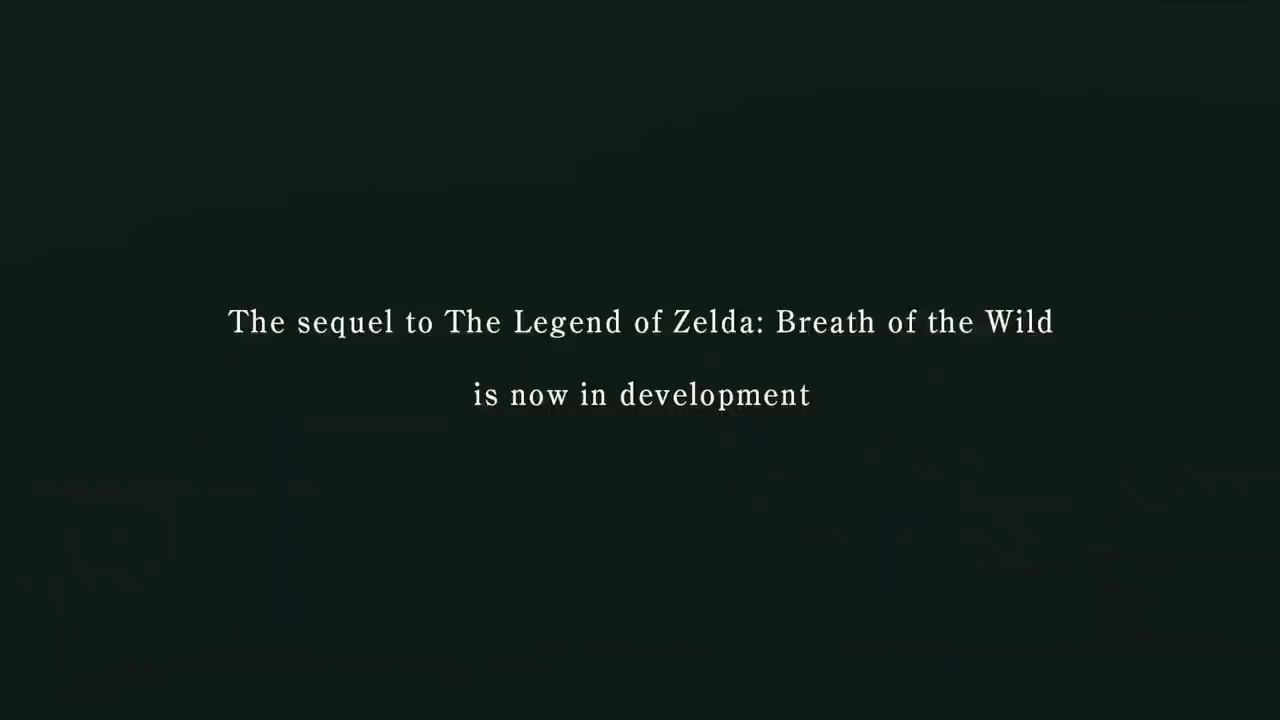 The sequel to The Legend of Zelda: Breath of the Wild
is now in development